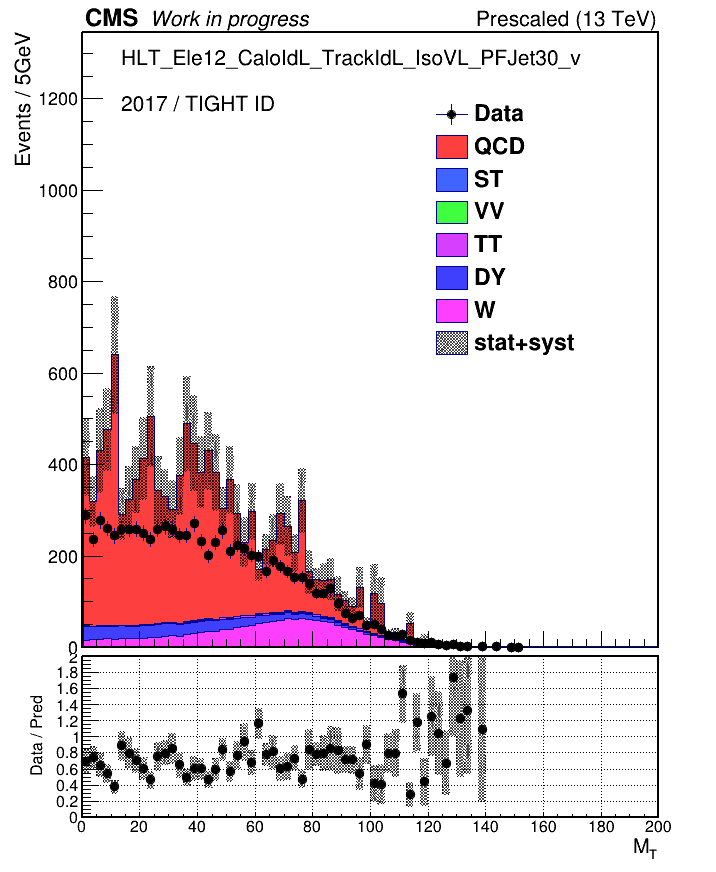 CMS Work in progress Prescaled (13 TeV)
Events / 5GeV
HLT_Ele12_CaloIdL_TrackIdL_IsoVL_PFJet30_v
2017 / TIGHT ID
Data
QCD
ST
VV
TT
DY
W
stat+syst
1200
1000
800
600
400
200
0
Data / Pred
2
1.8
1.6
1.4
1.2
1
0.8
0.6
0.4
0.2
0
0 20 40 60 80 100 120 140 160 180 200
M_T